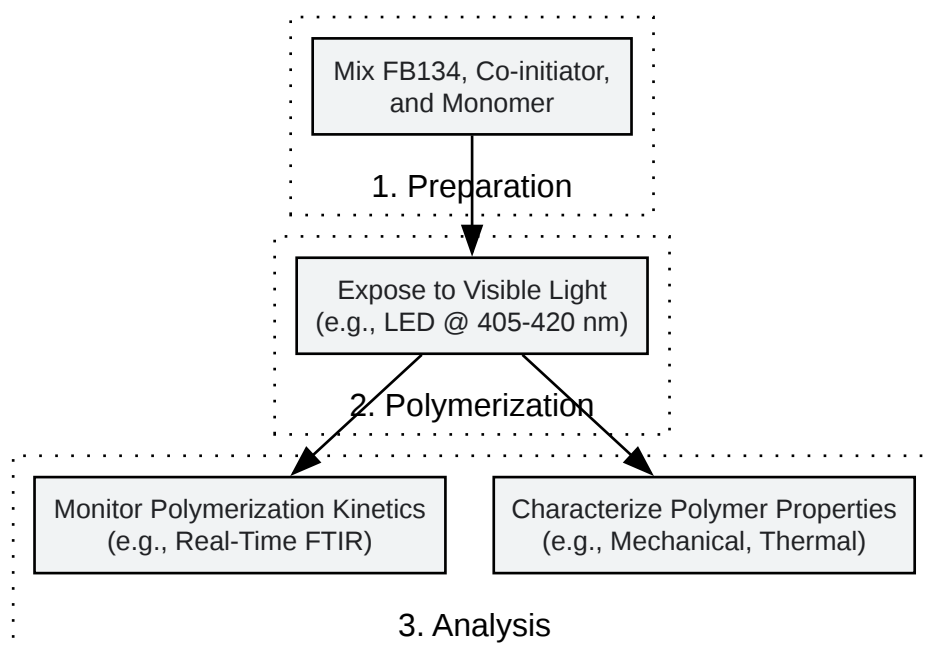 Mix FB134, Co-initiator,
and Monomer
1. Preparation
Expose to Visible Light
(e.g., LED @ 405-420 nm)
2. Polymerization
Monitor Polymerization Kinetics
(e.g., Real-Time FTIR)
Characterize Polymer Properties
(e.g., Mechanical, Thermal)
3. Analysis